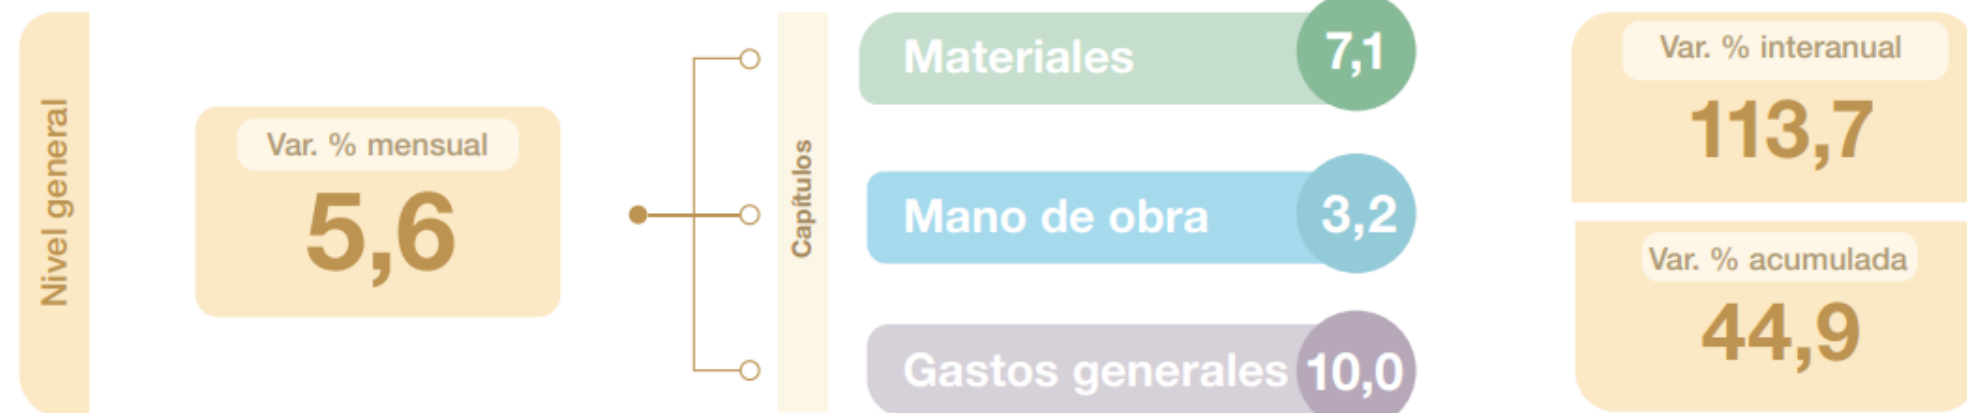 Nivel general
Var. % mensual
5,6
Capítulos
Materiales
7,1
Mano de obra
3,2
Gastos generales
10,0
Var. % interanual
113,7
Var. % acumulada
44,9